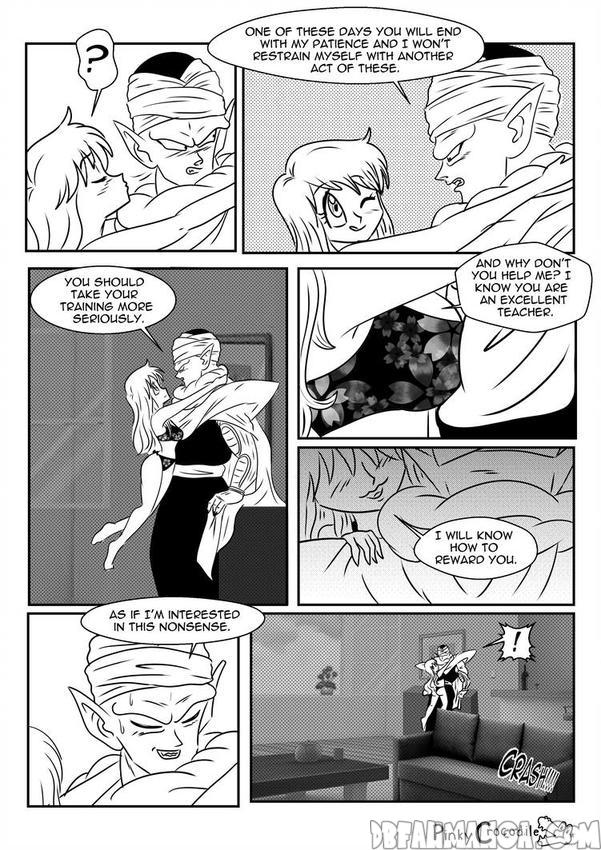 ?
ONE OF THESE DAYS YOU WILL END
WITH MY PATIENCE AND I WON'T
RESTRAIN MYSELF WITH ANOTHER
ACT OF THESE.
YOU SHOULD
TAKE YOUR
TRAINING MORE
SERIOUSLY.
AND WHY DON'T
YOU HELP ME? I
KNOW YOU ARE
AN EXCELLENT
TEACHER.
I WILL KNOW
HOW TO
REWARD YOU.
AS IF I'M INTERESTED
IN THIS NONSENSE.
!
CRASH!!!!
Pinky Crocodile
DBFANMANGA.COM